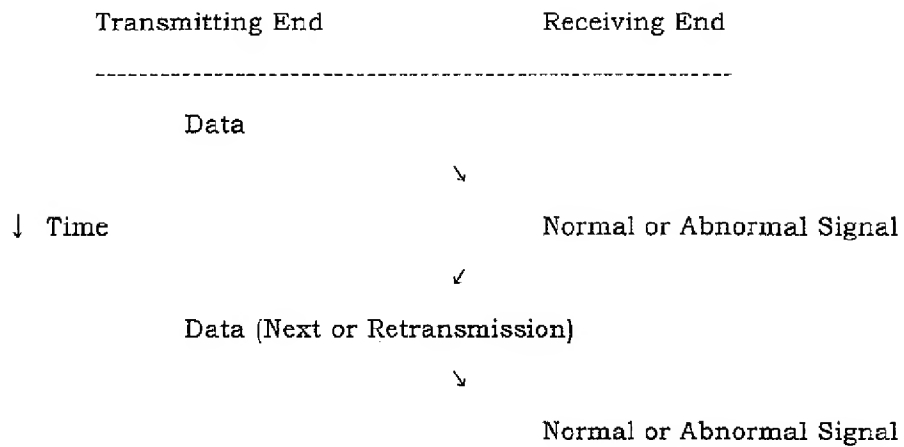 Transmitting End Receiving End
-----------------------------------------------------------
Data
↘
↓ Time Normal or Abnormal Signal
↙
Data (Next or Retransmission)
↘
Normal or Abnormal Signal